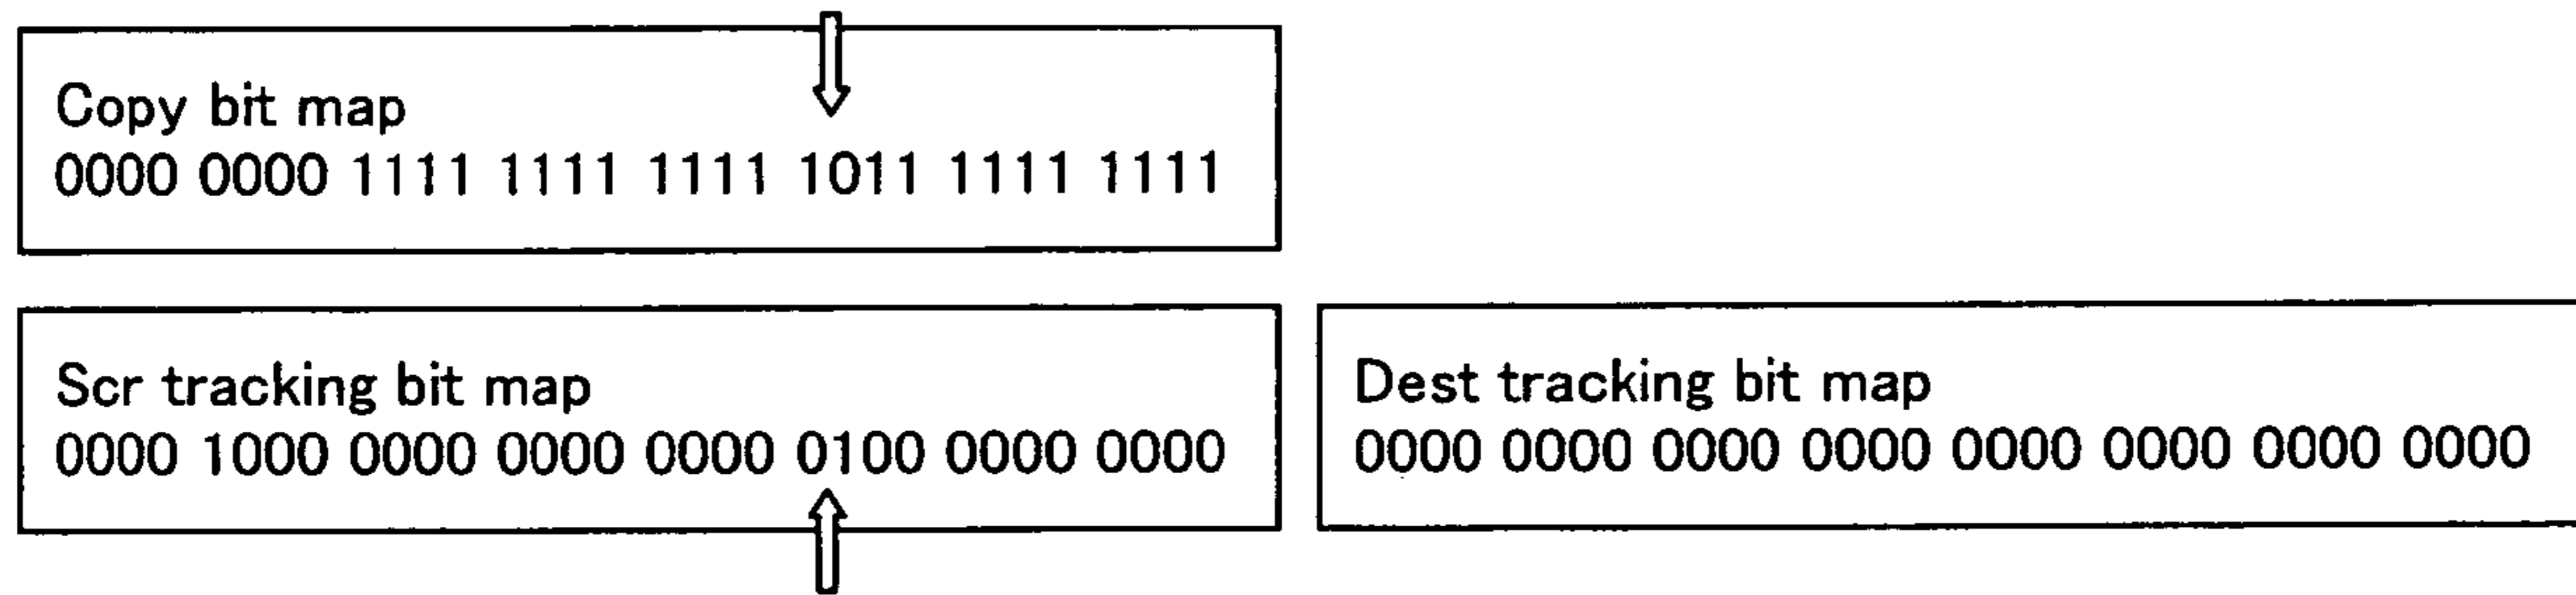 Copy bit map
0000 0000 1111 1111 1111 1011 1111 1111
Scr tracking bit map
0000 1000 0000 0000 0000 0100 0000 0000
Dest tracking bit map
0000 0000 0000 0000 0000 0000 0000 0000